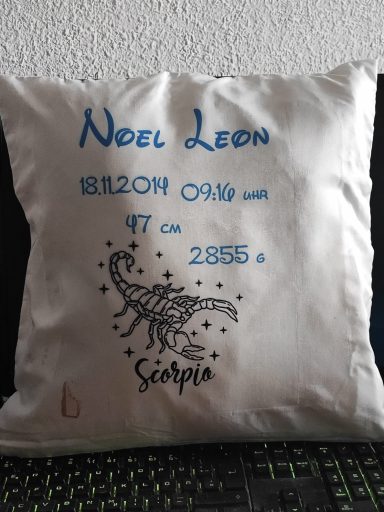 Noel Leon
18.11.2014 09:16 UHR
47 CM
2855 G
Scorpio